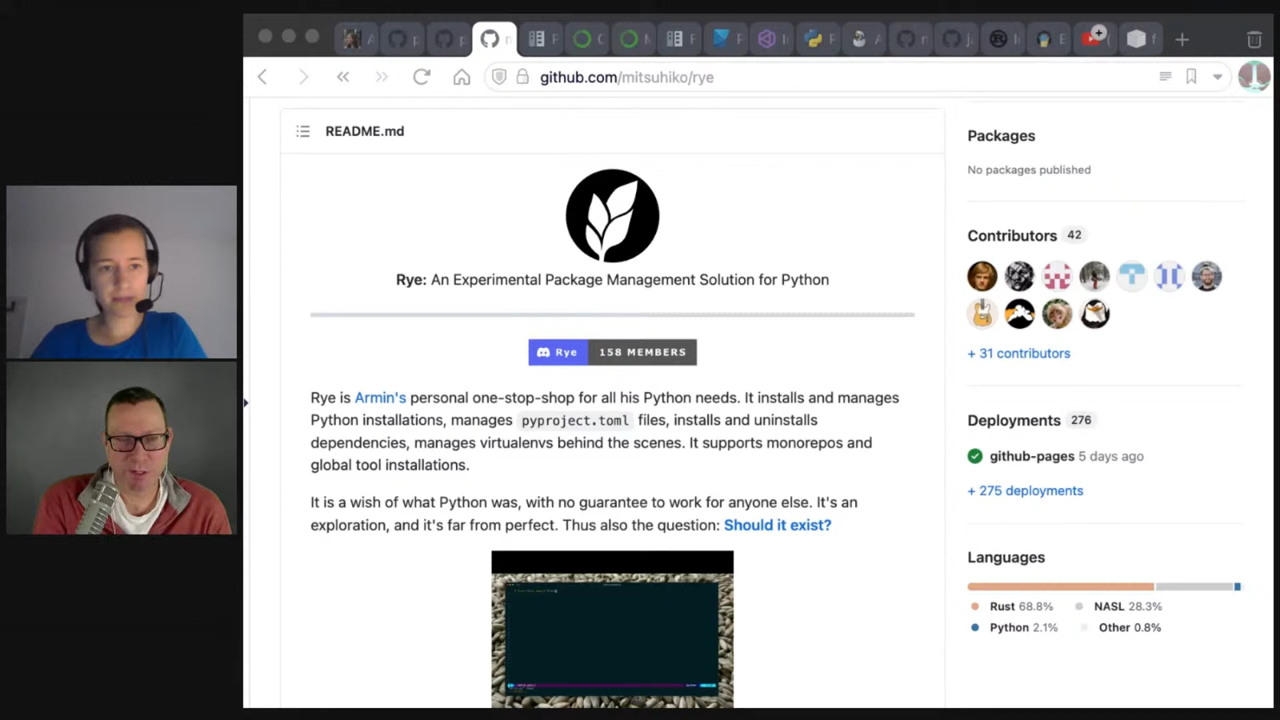 github.com/mitsuhiko/rye
README.md
Rye: An Experimental Package Management Solution for Python
Rye 158 MEMBERS
Rye is Armin's personal one-stop-shop for all his Python needs. It installs and manages
Python installations, manages pyproject.toml files, installs and uninstalls
dependencies, manages virtualenvs behind the scenes. It supports monorepos and
global tool installations.
It is a wish of what Python was, with no guarantee to work for anyone else. It's an
exploration, and it's far from perfect. Thus also the question: Should it exist?
Packages
No packages published
Contributors 42
+ 31 contributors
Deployments 276
github-pages 5 days ago
+ 275 deployments
Languages
Rust 68.8%
NASL 28.3%
Python 2.1%
Other 0.8%